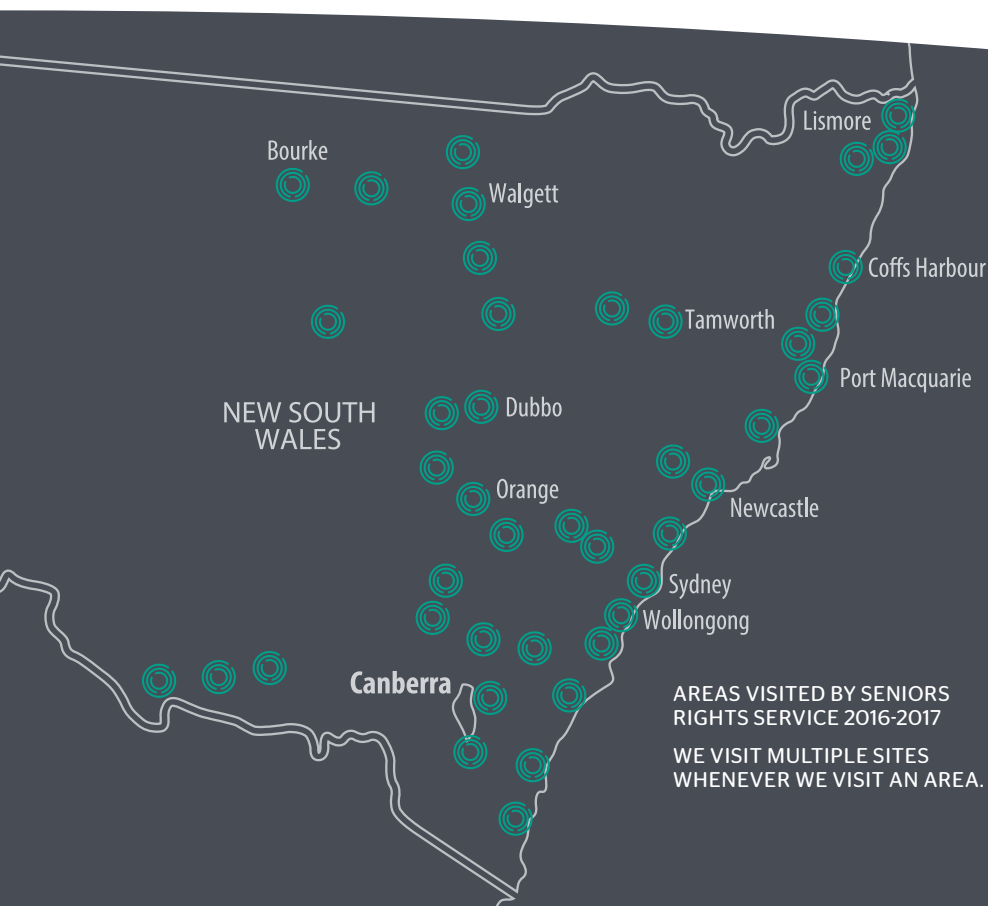 Lismore
Bourke
Walgett
Coffs Harbour
Tamworth
Port Macquarie
NEW SOUTH
WALES
Dubbo
Orange
Newcastle
Sydney
Wollongong
Canberra
AREAS VISITED BY SENIORS
RIGHTS SERVICE 2016-2017
WE VISIT MULTIPLE SITES
WHENEVER WE VISIT AN AREA.